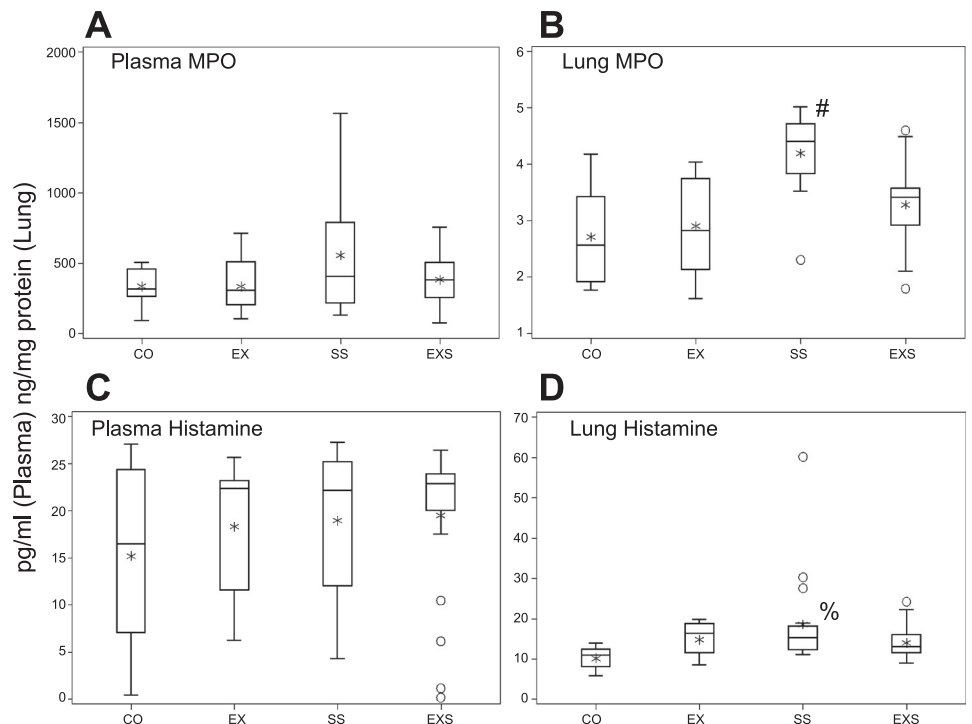 A
B
Plasma MPO
Lung MPO
2000
1500
1000
500
0
CO EX SS EXS
6
5
4
3
2
1
#
CO EX SS EXS
pg/ml (Plasma) ng/mg protein (Lung)
C
D
Plasma Histamine
Lung Histamine
30
25
20
15
10
5
0
CO EX SS EXS
70
60
50
40
30
20
10
0
%
CO EX SS EXS